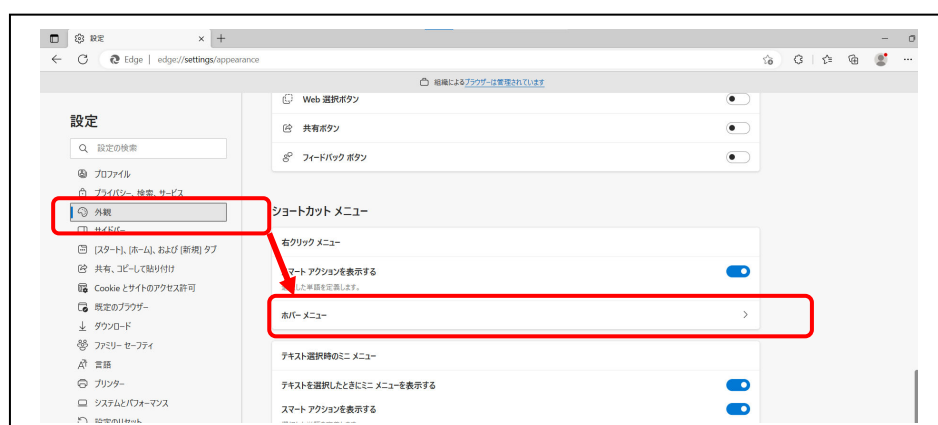 設定
Edge | edge://settings/appearance
組織によるブラウザーは管理されています
設定
設定の検索
プロファイル
プライバシー、検索、サービス
外観
サイドバー
[スタート]、[ホーム]、および [新規] タブ
共有、コピーして貼り付け
Cookie とサイトのアクセス許可
既定のブラウザー
ダウンロード
ファミリー セーフティ
言語
プリンター
システムとパフォーマンス
設定のリセット
Web 選択ボタン
共有ボタン
フィードバック ボタン
ショートカット メニュー
右クリック メニュー
スマート アクションを表示する
した単語を定義します。
ホバー メニュー
テキスト選択時のミニ メニュー
テキストを選択したときにミニ メニューを表示する
スマート アクションを表示する